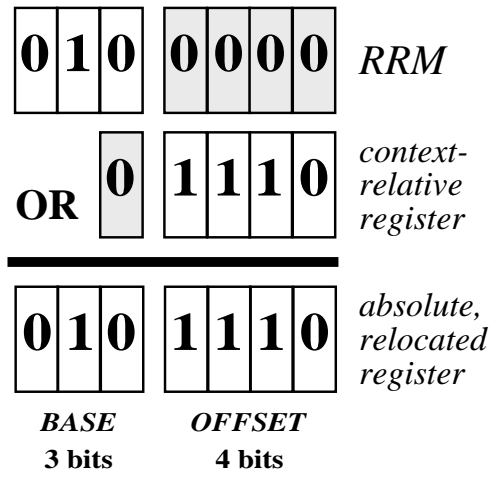 010 0000 RRM
OR 0 1110 context-
relative
register
010 1110 absolute,
relocated
register
BASE OFFSET
3 bits 4 bits